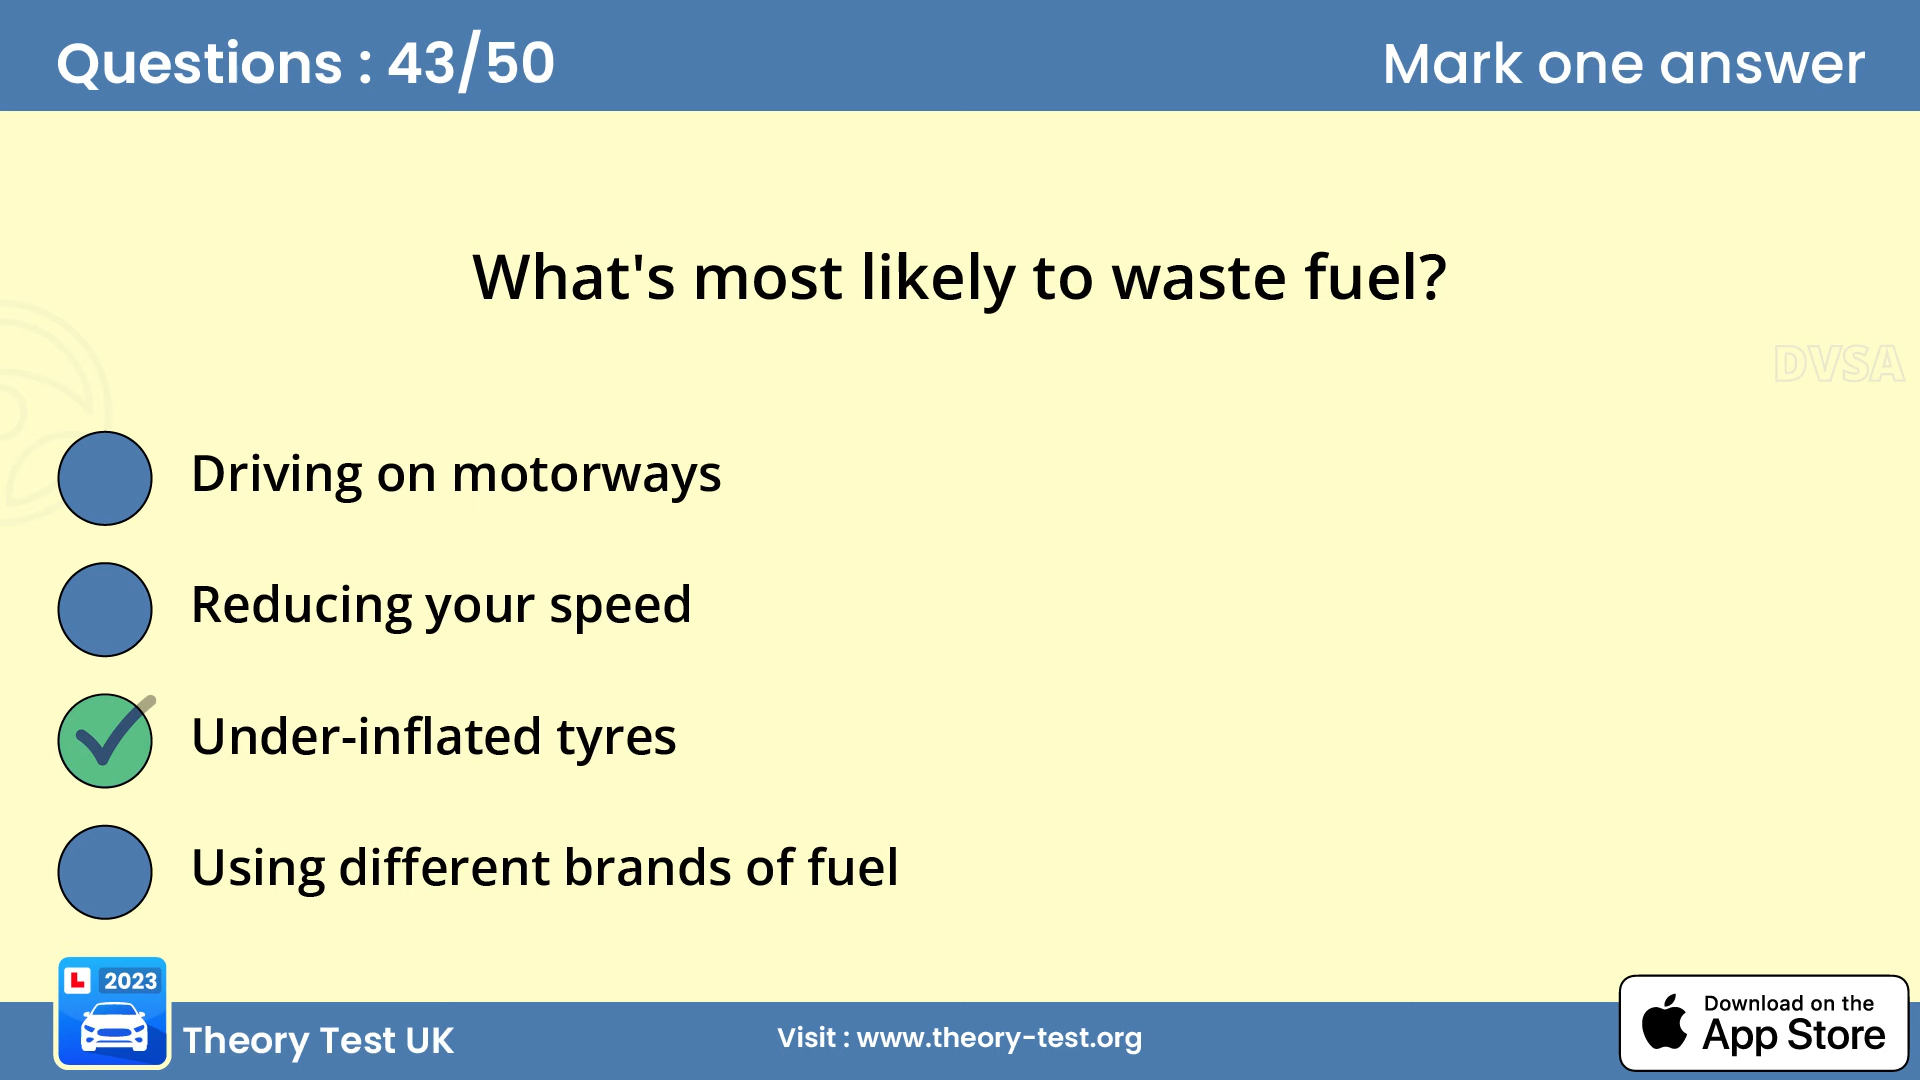 Questions : 43/50
Mark one answer
What's most likely to waste fuel?
DVSA
Driving on motorways
Reducing your speed
Under-inflated tyres
Using different brands of fuel
L 2023
Theory Test UK
Visit : www.theory-test.org
Download on the
App Store